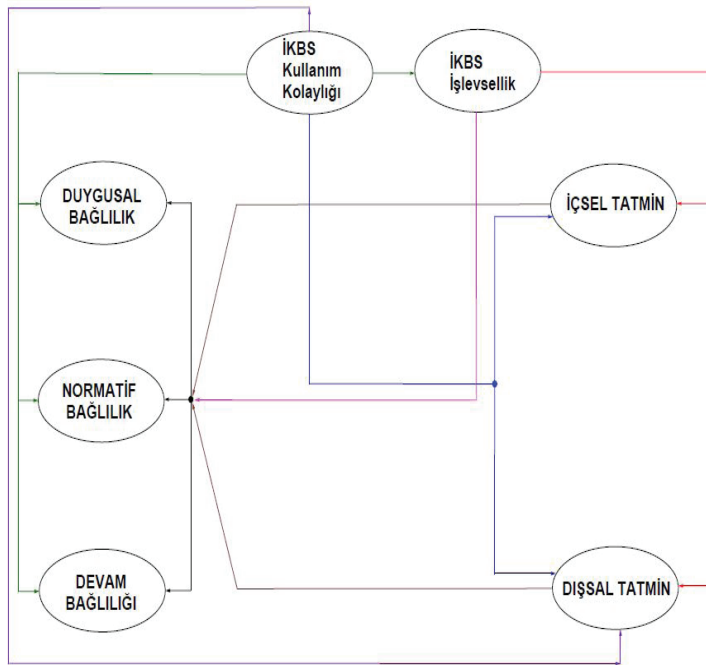 İKBS
Kullanım
Kolaylığı
İKBS
İşlevsellik
DUYGUSAL
BAĞLILIK
İÇSEL TATMİN
NORMATİF
BAĞLILIK
DEVAM
BAĞLILIĞI
DIŞSAL TATMİN